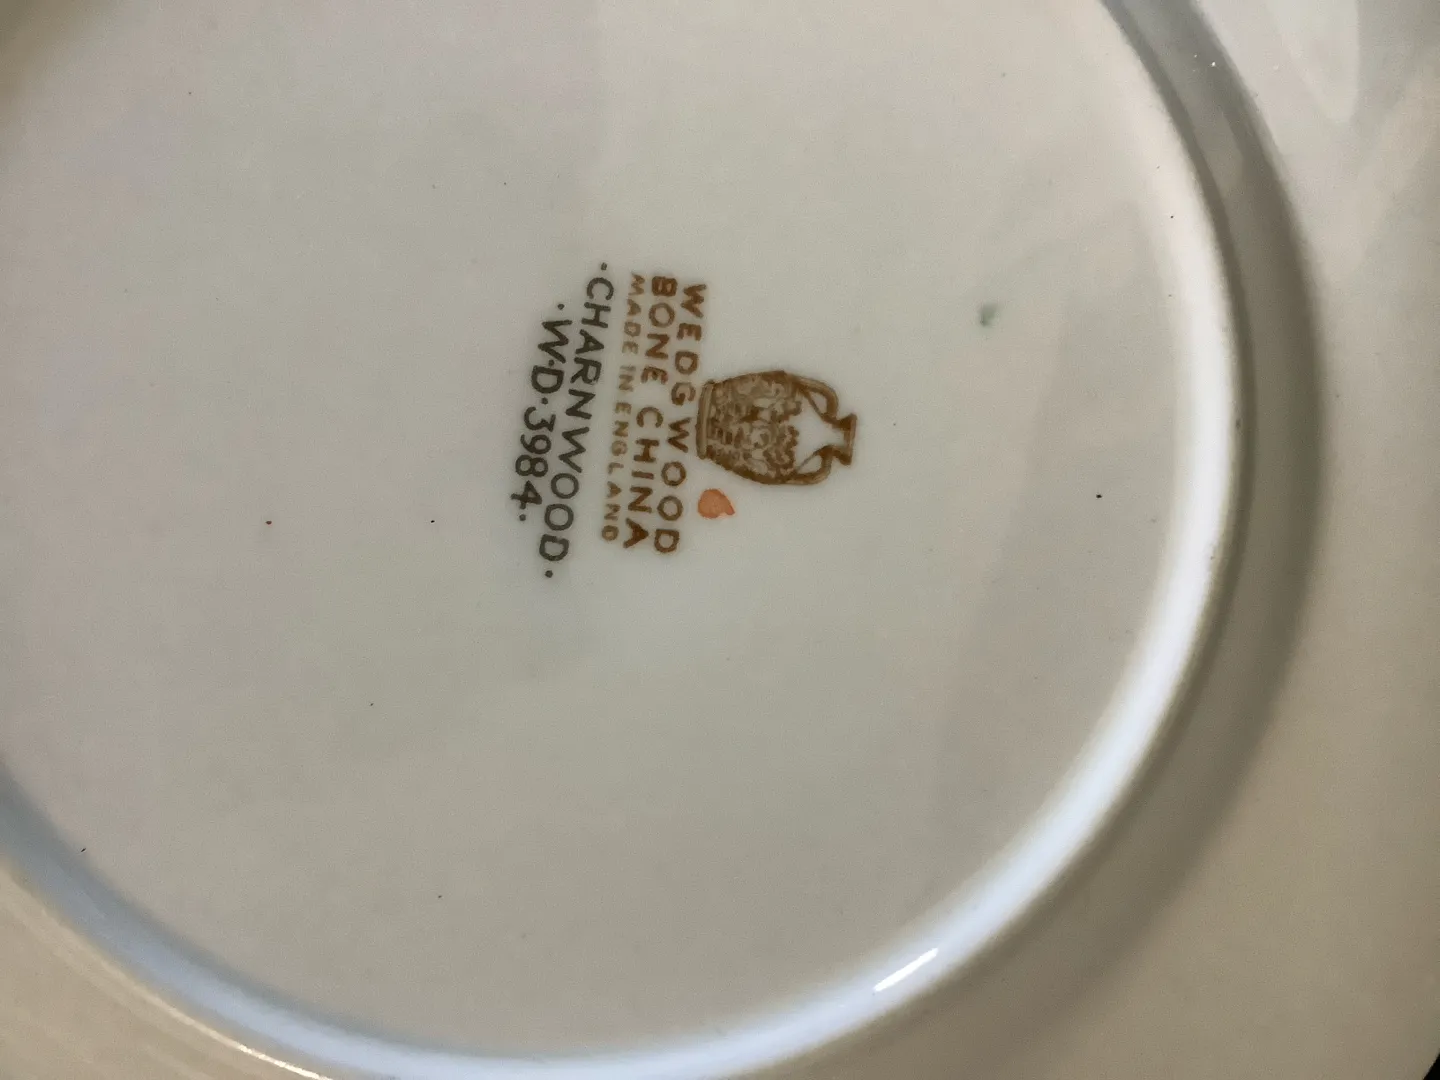 WEDGWOOD
BONE CHINA
MADE IN ENGLAND
·CHARNWOOD·
·W·D·3984·